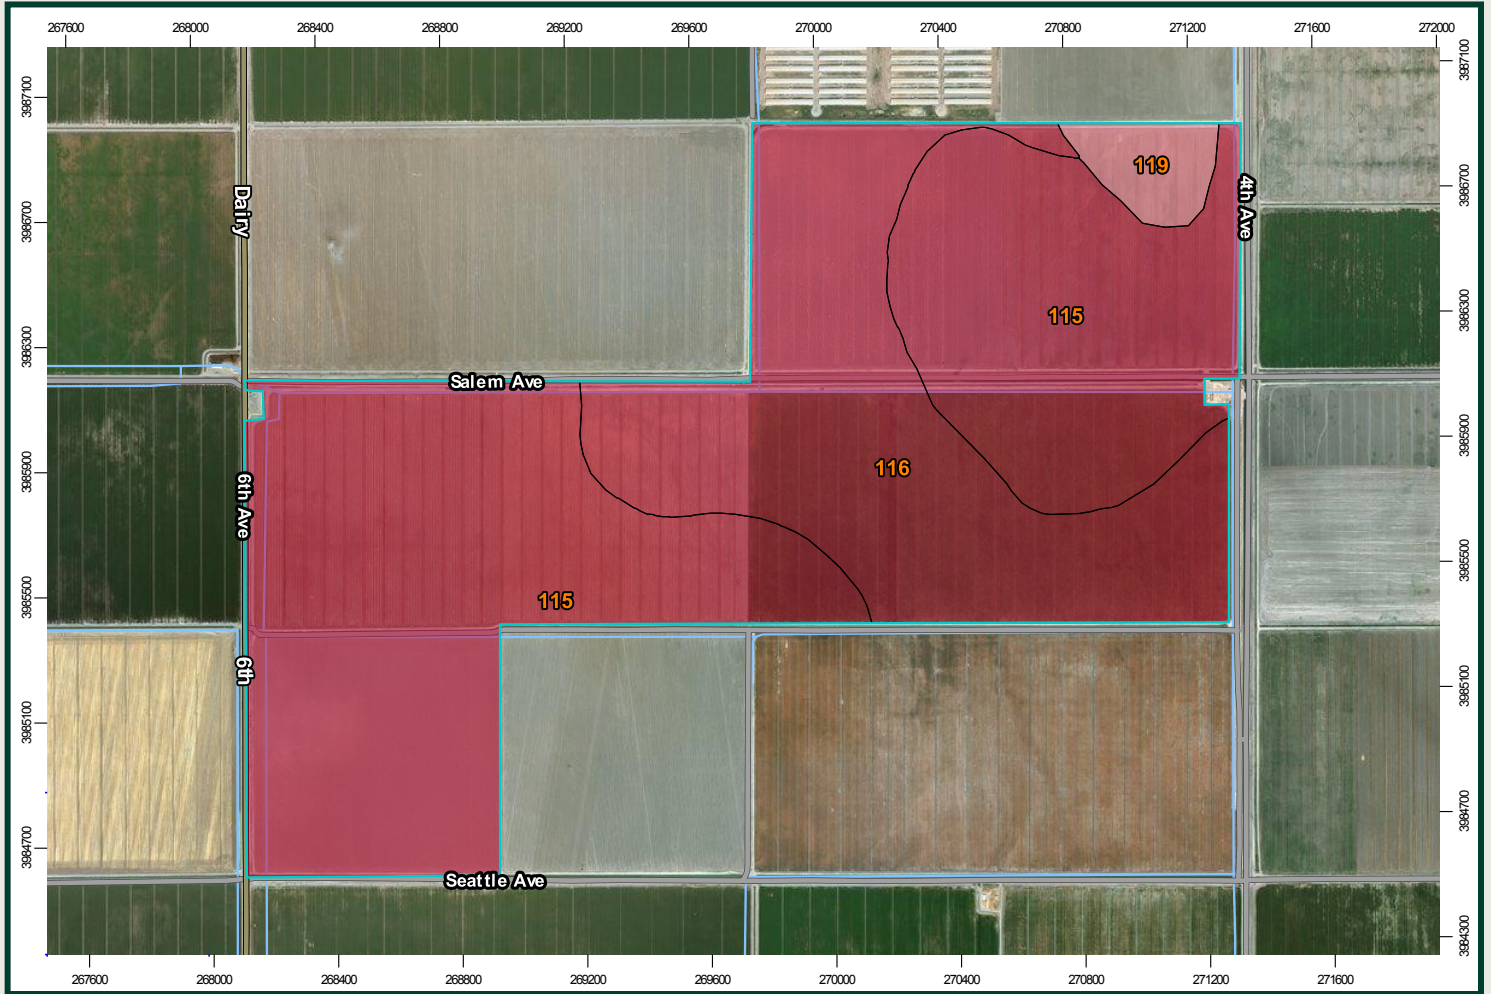 267600 268000 268400 268800 269200 269600 270000 270400 270800 271200 271600 272000
3987100 3987100
119
3986700 Dairy 4th Ave 3986700
115
3986300 3986300
Salem Ave
116
3985900 6th Ave 3985900
115
3985500 3985500
6th
3985100 3985100
3984700 3984700
Seattle Ave
3984300
267600 268000 268400 268800 269200 269600 270000 270400 270800 271200 271600